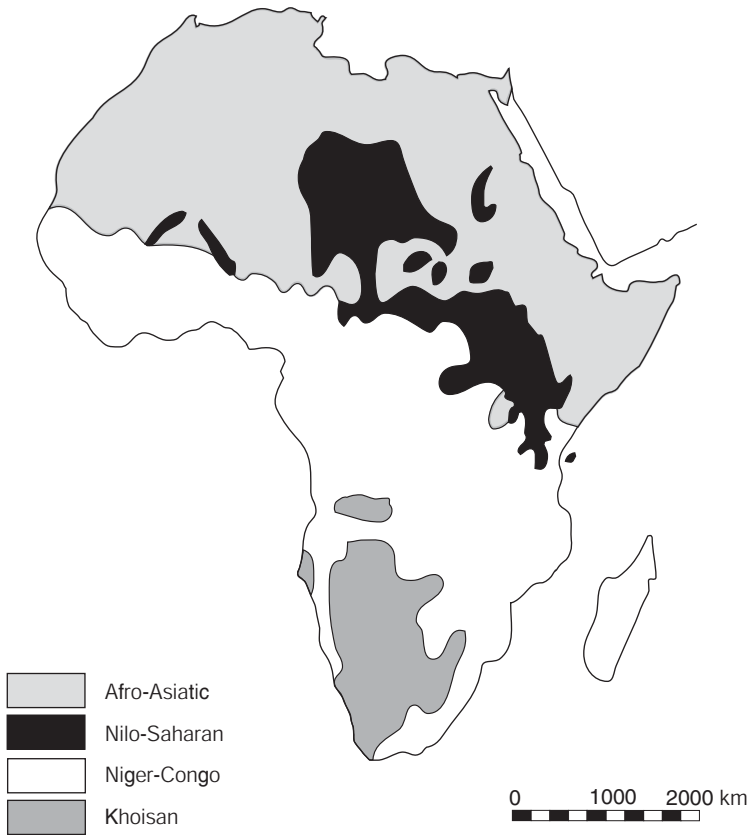 Afro-Asiatic
Nilo-Saharan
Niger-Congo
Khoisan
0 1000 2000 km